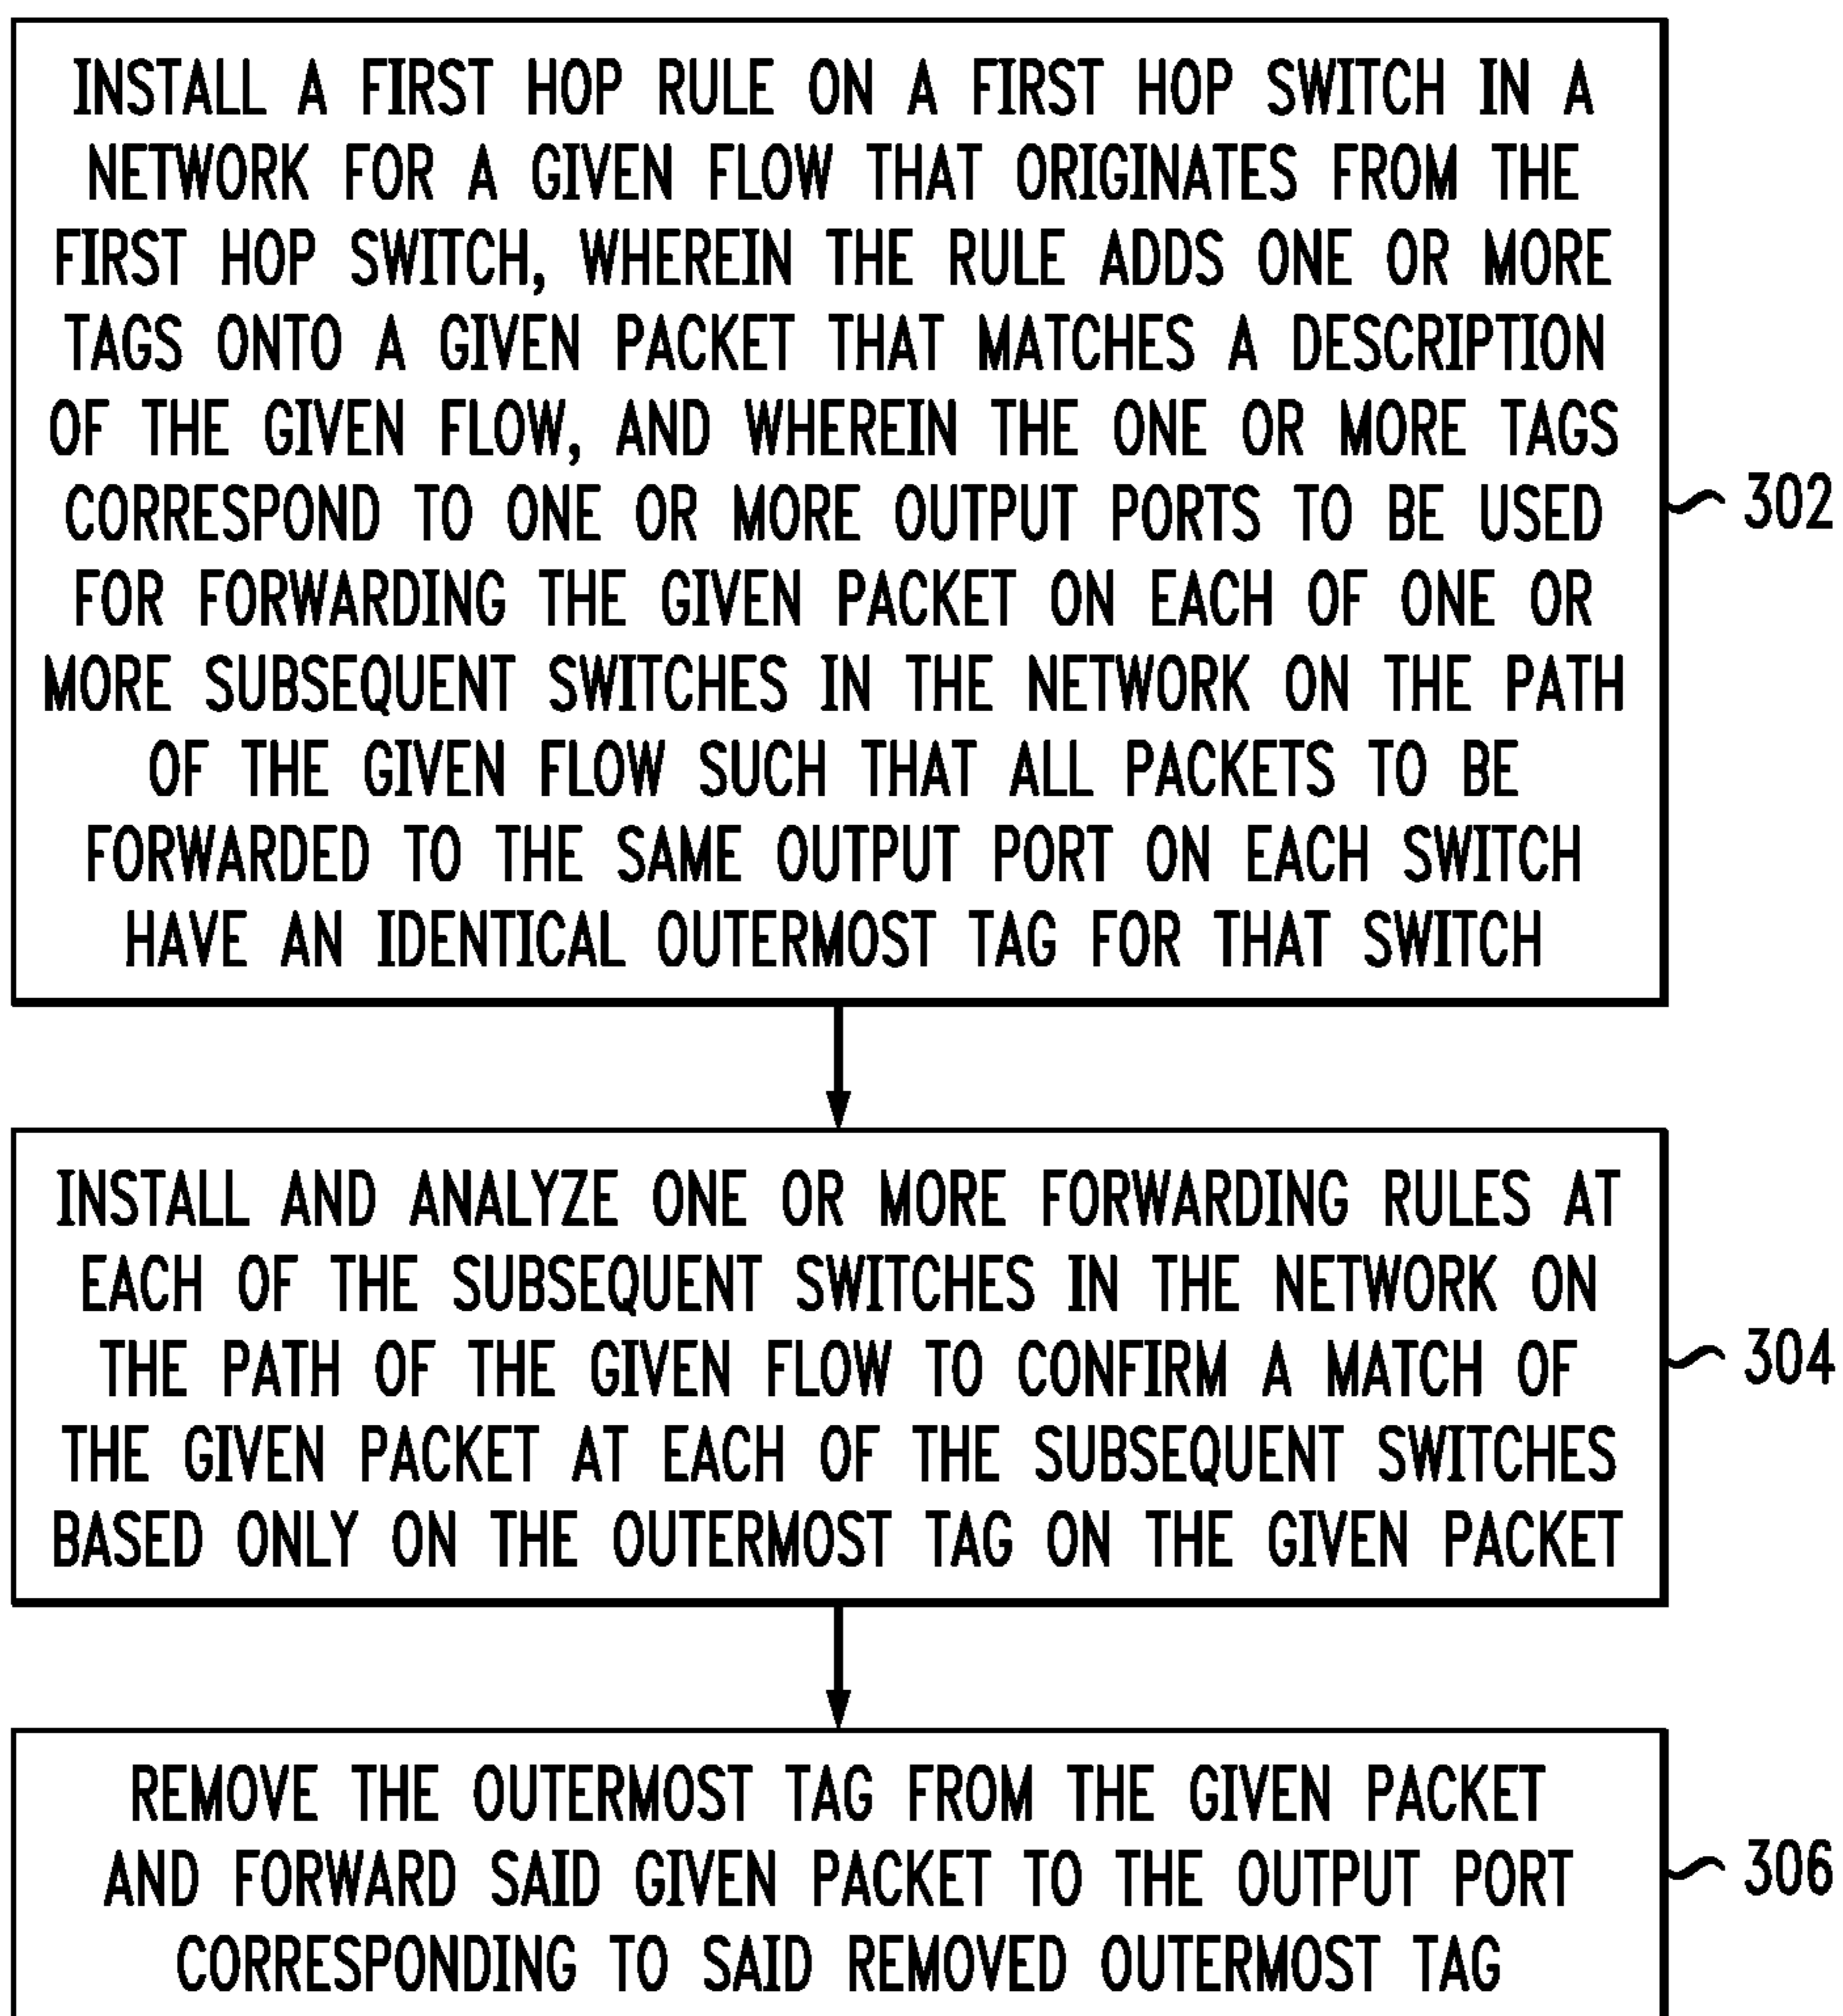 INSTALL A FIRST HOP RULE ON A FIRST HOP SWITCH IN A
NETWORK FOR A GIVEN FLOW THAT ORIGINATES FROM THE
FIRST HOP SWITCH, WHEREIN THE RULE ADDS ONE OR MORE
TAGS ONTO A GIVEN PACKET THAT MATCHES A DESCRIPTION
OF THE GIVEN FLOW, AND WHEREIN THE ONE OR MORE TAGS
CORRESPOND TO ONE OR MORE OUTPUT PORTS TO BE USED
FOR FORWARDING THE GIVEN PACKET ON EACH OF ONE OR
MORE SUBSEQUENT SWITCHES IN THE NETWORK ON THE PATH
OF THE GIVEN FLOW SUCH THAT ALL PACKETS TO BE
FORWARDED TO THE SAME OUTPUT PORT ON EACH SWITCH
HAVE AN IDENTICAL OUTERMOST TAG FOR THAT SWITCH
302
INSTALL AND ANALYZE ONE OR MORE FORWARDING RULES AT
EACH OF THE SUBSEQUENT SWITCHES IN THE NETWORK ON
THE PATH OF THE GIVEN FLOW TO CONFIRM A MATCH OF
THE GIVEN PACKET AT EACH OF THE SUBSEQUENT SWITCHES
BASED ONLY ON THE OUTERMOST TAG ON THE GIVEN PACKET
304
REMOVE THE OUTERMOST TAG FROM THE GIVEN PACKET
AND FORWARD SAID GIVEN PACKET TO THE OUTPUT PORT
CORRESPONDING TO SAID REMOVED OUTERMOST TAG
306